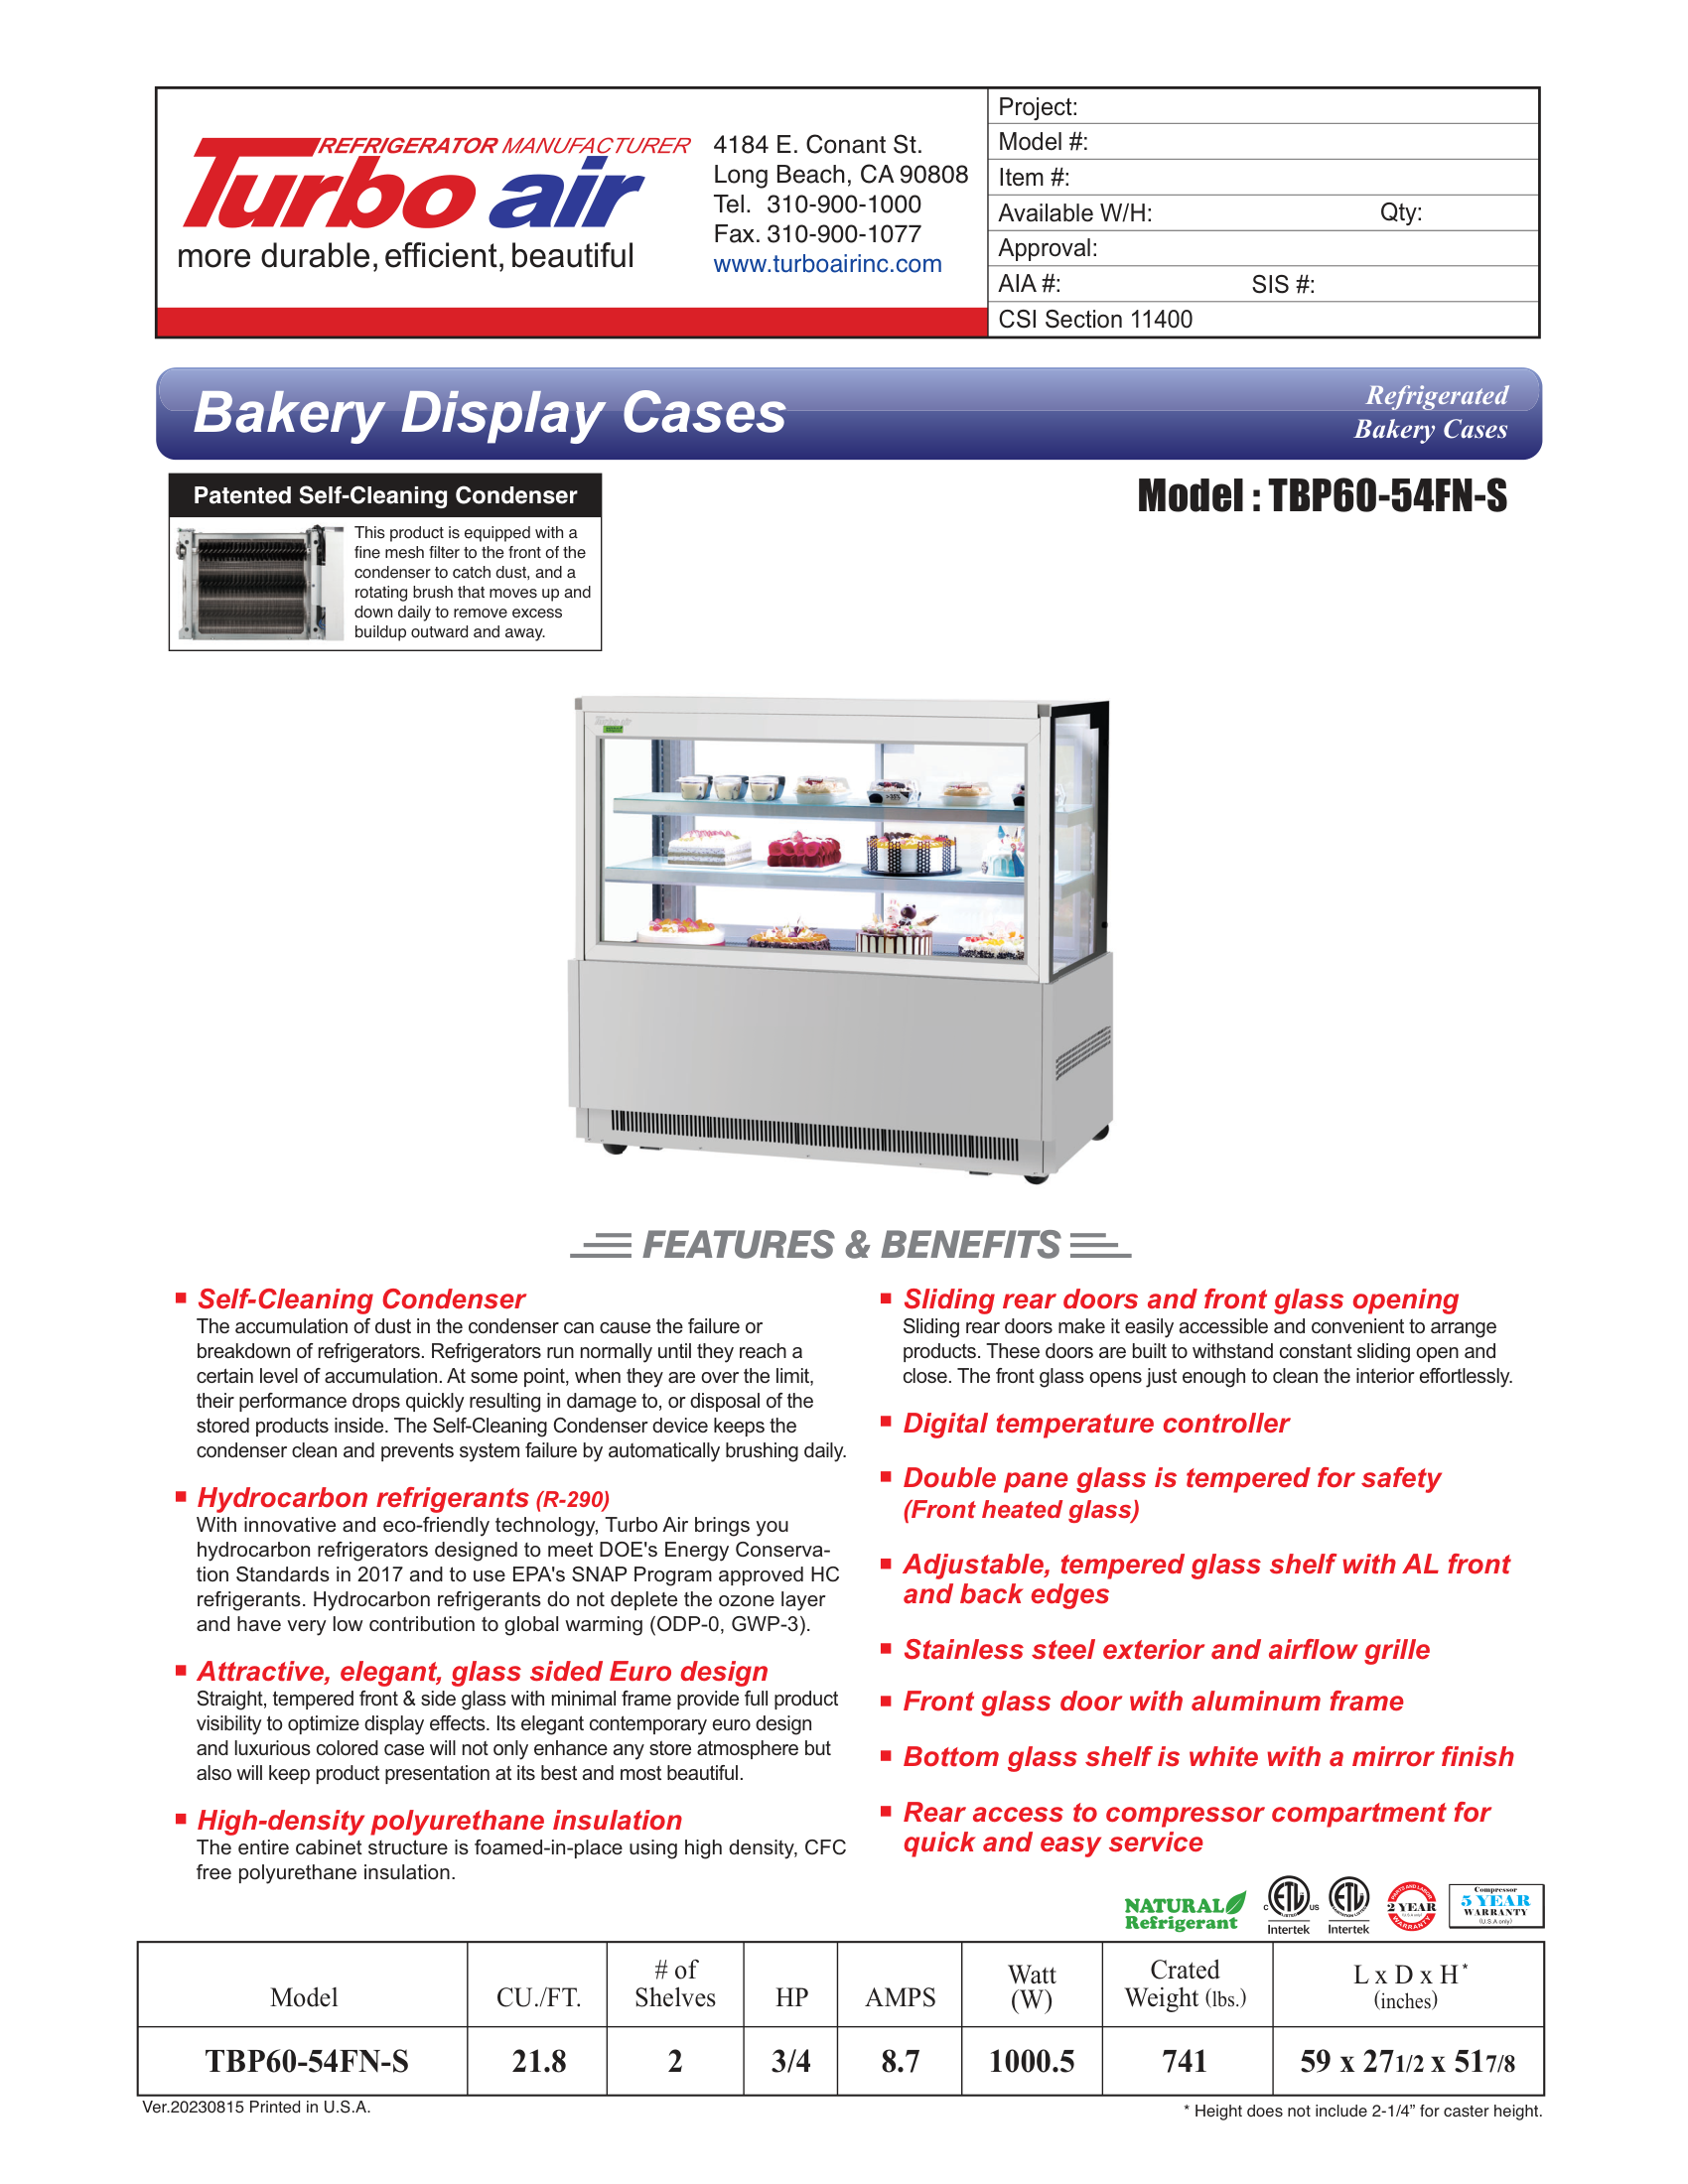 REFRIGERATOR MANUFACTURER
Turbo air
more durable, efficient, beautiful
4184 E. Conant St.
Long Beach, CA 90808
Tel. 310-900-1000
Fax. 310-900-1077
www.turboairinc.com
Project:
Model #:
Item #:
Available W/H: Qty:
Approval:
AIA #: SIS #:
CSI Section 11400
Bakery Display Cases
Refrigerated
Bakery Cases
Patented Self-Cleaning Condenser
This product is equipped with a
fine mesh filter to the front of the
condenser to catch dust, and a
rotating brush that moves up and
down daily to remove excess
buildup outward and away.
Model : TBP60-54FN-S
Turbo air
FEATURES & BENEFITS
Self-Cleaning Condenser
The accumulation of dust in the condenser can cause the failure or
breakdown of refrigerators. Refrigerators run normally until they reach a
certain level of accumulation. At some point, when they are over the limit,
their performance drops quickly resulting in damage to, or disposal of the
stored products inside. The Self-Cleaning Condenser device keeps the
condenser clean and prevents system failure by automatically brushing daily.
Hydrocarbon refrigerants (R-290)
With innovative and eco-friendly technology, Turbo Air brings you
hydrocarbon refrigerators designed to meet DOE's Energy Conserva-
tion Standards in 2017 and to use EPA's SNAP Program approved HC
refrigerants. Hydrocarbon refrigerants do not deplete the ozone layer
and have very low contribution to global warming (ODP-0, GWP-3).
Attractive, elegant, glass sided Euro design
Straight, tempered front & side glass with minimal frame provide full product
visibility to optimize display effects. Its elegant contemporary euro design
and luxurious colored case will not only enhance any store atmosphere but
also will keep product presentation at its best and most beautiful.
High-density polyurethane insulation
The entire cabinet structure is foamed-in-place using high density, CFC
free polyurethane insulation.
Sliding rear doors and front glass opening
Sliding rear doors make it easily accessible and convenient to arrange
products. These doors are built to withstand constant sliding open and
close. The front glass opens just enough to clean the interior effortlessly.
Digital temperature controller
Double pane glass is tempered for safety
(Front heated glass)
Adjustable, tempered glass shelf with AL front
and back edges
Stainless steel exterior and airflow grille
Front glass door with aluminum frame
Bottom glass shelf is white with a mirror finish
Rear access to compressor compartment for
quick and easy service
NATURAL
Refrigerant
C ETL US
LISTED
Intertek
ETL
Intertek
PARTS AND LABOR
2 YEAR
WARRANTY
Compressor
5 YEAR
WARRANTY
(U.S.A only)
Model CU./FT. # of Shelves HP AMPS Watt (W) Crated Weight (lbs.) L x D x H* (inches)
TBP60-54FN-S 21.8 2 3/4 8.7 1000.5 741 59 x 27 1/2 x 51 7/8
Ver.20230815 Printed in U.S.A.
* Height does not include 2-1/4” for caster height.